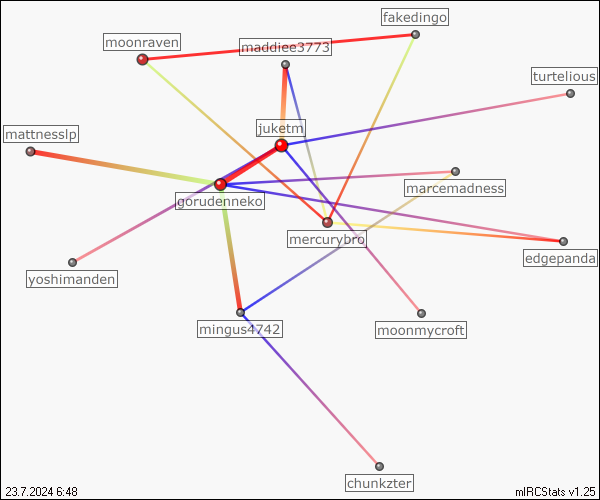 fakedingo
moonraven
maddiee3773
turtelious
juketm
mattnesslp
marcemadness
gorudenneko
mercurybro
edgepanda
yoshimanden
mingus4742
moonmycroft
chunkzter
23.7.2024 6:48
mIRCStats v1.25